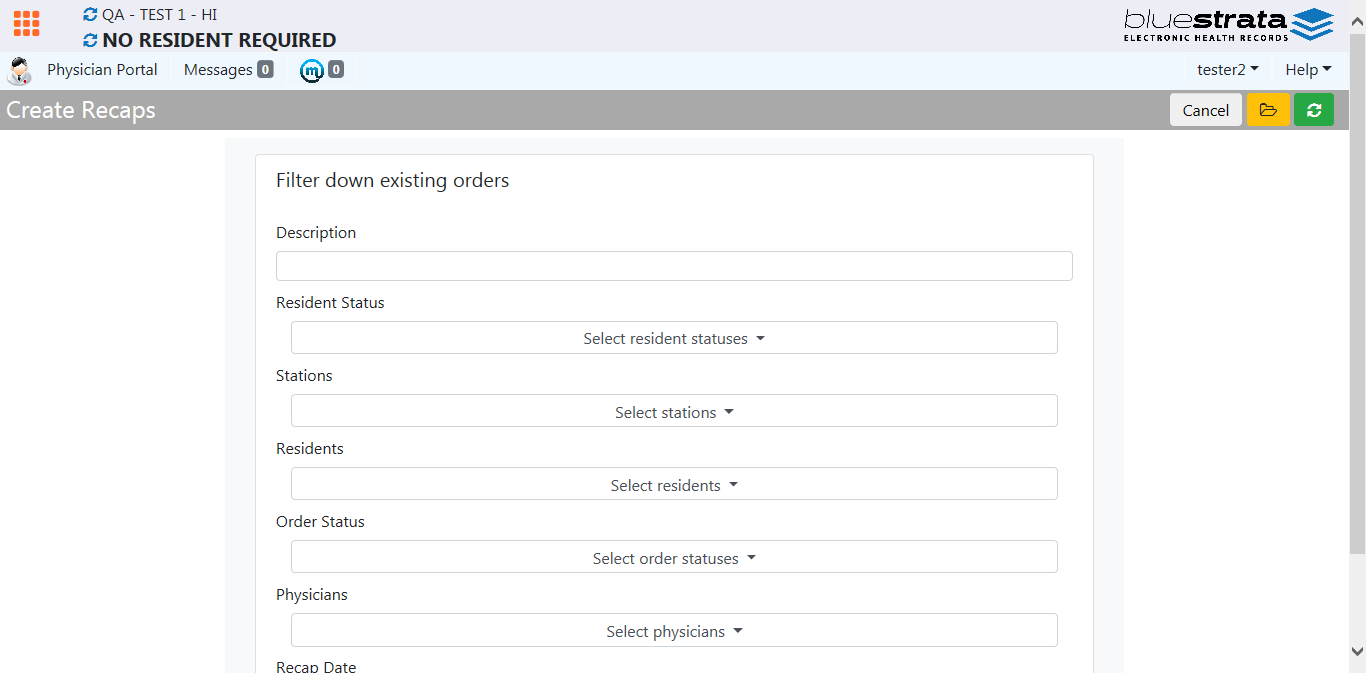 QA - TEST 1 - HI
NO RESIDENT REQUIRED
bluestrata
ELECTRONIC HEALTH RECORDS
Physician Portal
Messages 0
m 0
tester2
Help
Create Recaps
Cancel
Filter down existing orders
Description
Resident Status
Select resident statuses
Stations
Select stations
Residents
Select residents
Order Status
Select order statuses
Physicians
Select physicians
Recap Date